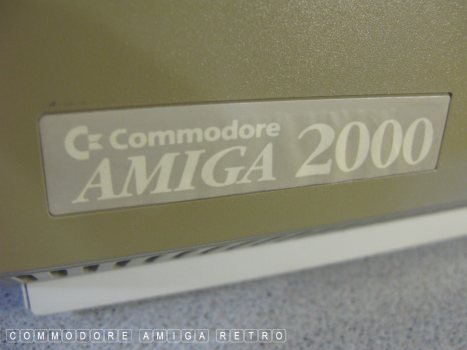 Commodore
AMIGA 2000
COMMODORE AMIGA RETRO